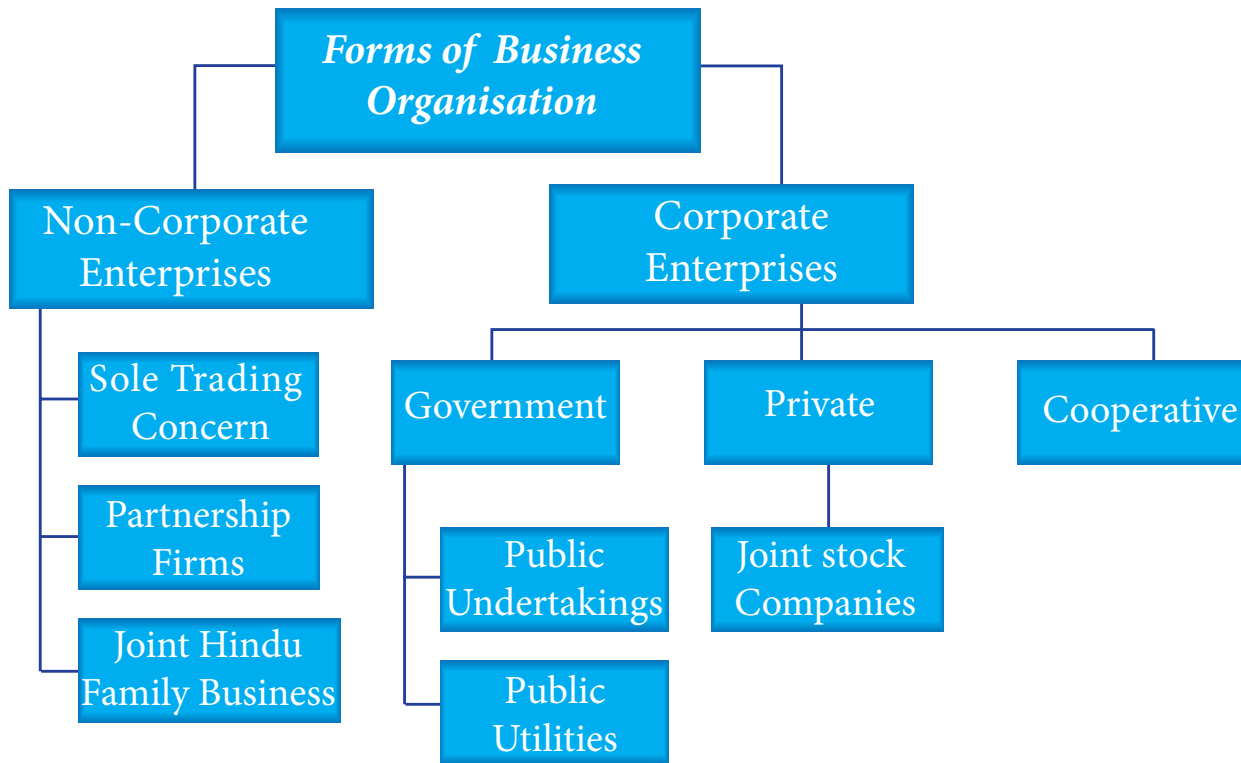 Forms of Business
Organisation
Non-Corporate
Enterprises
Corporate
Enterprises
Sole Trading
Concern
Partnership
Firms
Joint Hindu
Family Business
Government
Private
Cooperative
Public
Undertakings
Joint stock
Companies
Public
Utilities